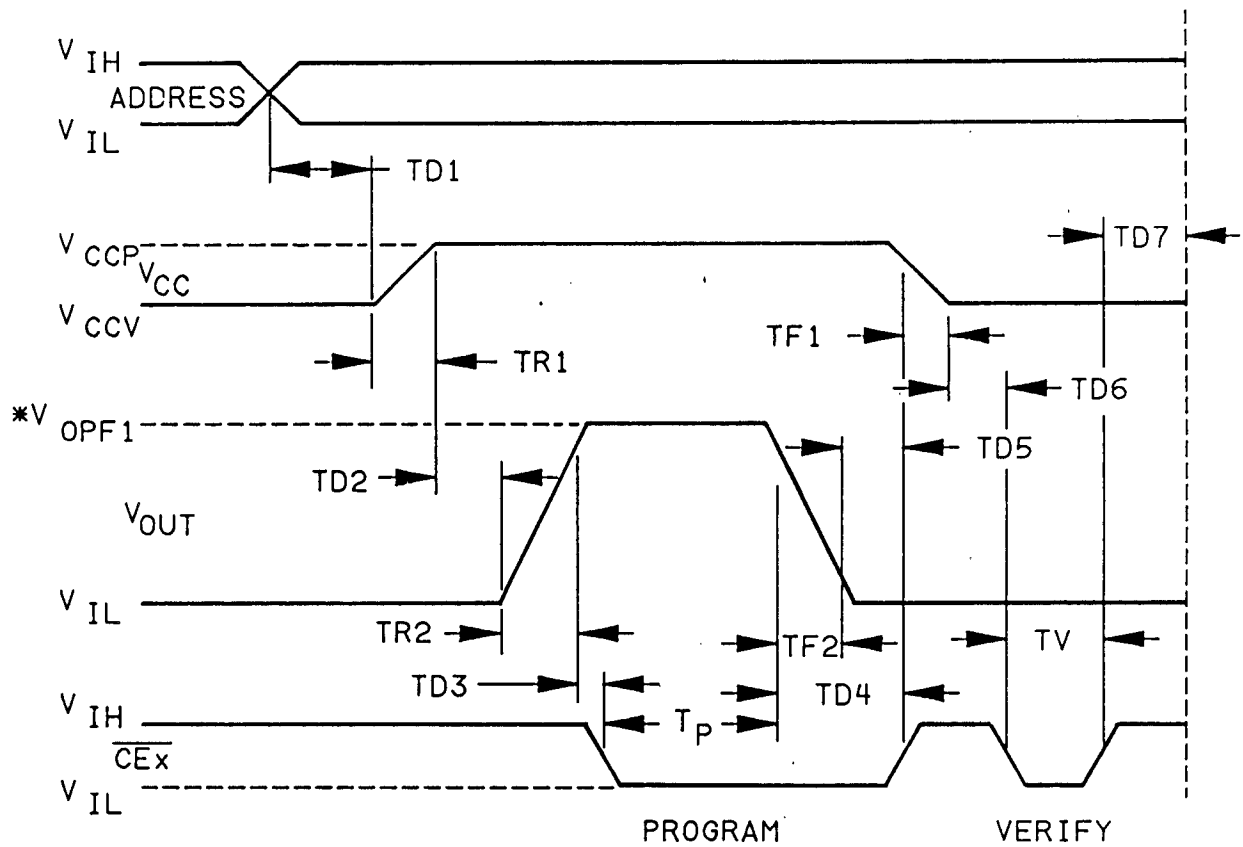 V IH
ADDRESS
V IL
TD1
V CCP
TD7
V CC
V CCV
TF1
TR1
TD6
*V OPF1
TD5
TD2
V OUT
V IL
TR2
TF2
TV
TD3
TD4
V IH
T P
CEx
V IL
PROGRAM
VERIFY